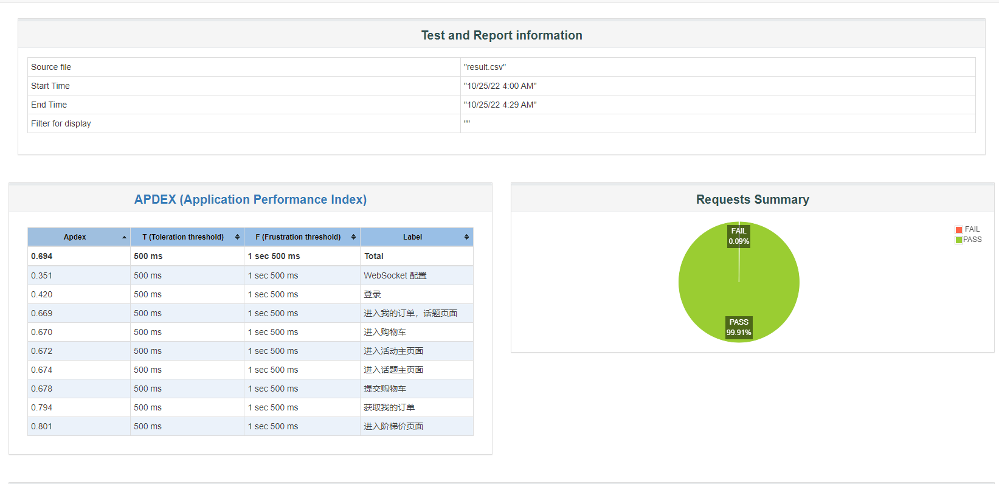 Test and Report information
Source file "result.csv"
Start Time "10/25/22 4:00 AM"
End Time "10/25/22 4:29 AM"
Filter for display ""
APDEX (Application Performance Index)
Apdex T (Toleration threshold) F (Frustration threshold) Label
0.694 500 ms 1 sec 500 ms Total
0.351 500 ms 1 sec 500 ms WebSocket 配置
0.420 500 ms 1 sec 500 ms 登录
0.669 500 ms 1 sec 500 ms 进入我的订单，话题页面
0.670 500 ms 1 sec 500 ms 进入购物车
0.672 500 ms 1 sec 500 ms 进入活动主页面
0.674 500 ms 1 sec 500 ms 进入话题主页面
0.678 500 ms 1 sec 500 ms 提交购物车
0.794 500 ms 1 sec 500 ms 获取我的订单
0.801 500 ms 1 sec 500 ms 进入阶梯价页面
Requests Summary
FAIL
0.09%
PASS
99.91%
FAIL
PASS